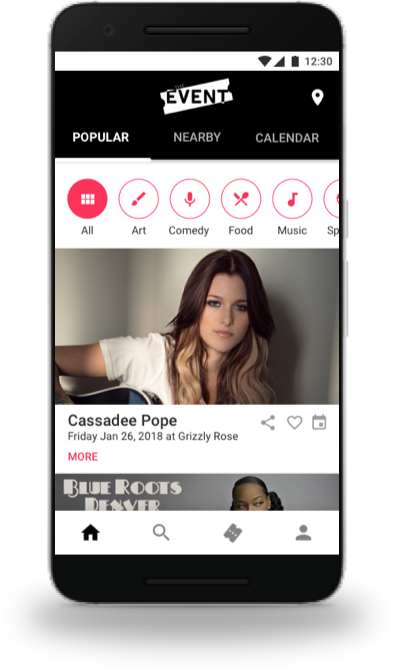 12:30
THE
EVENT
POPULAR
NEARBY
CALENDAR
All
Art
Comedy
Food
Music
Sp
Cassadee Pope
Friday Jan 26, 2018 at Grizzly Rose
MORE
BLUE ROOTS
DENVER